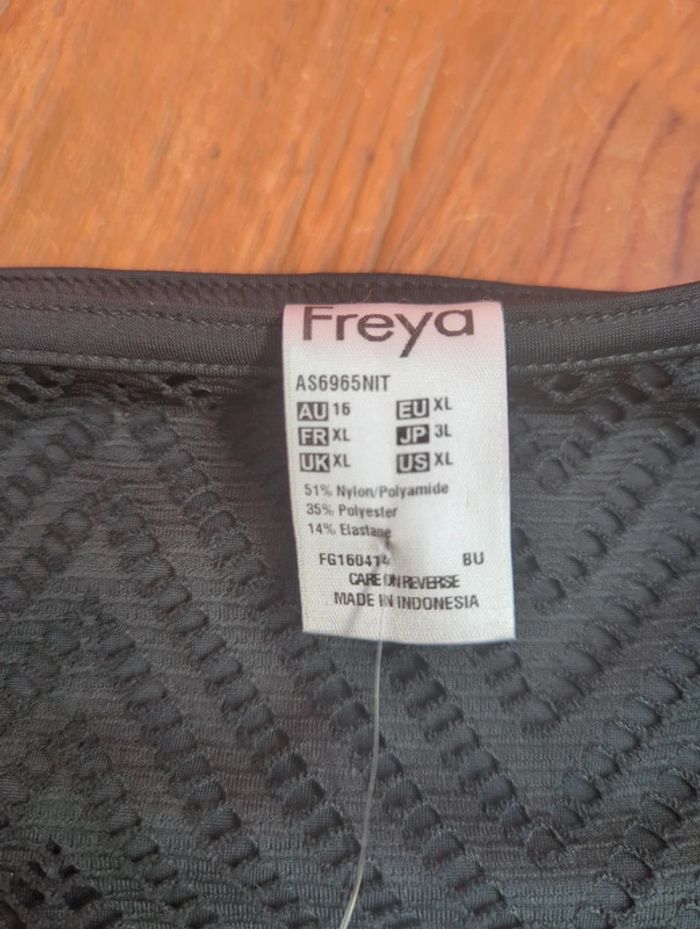 Freya
AS6965NIT
AU 16 EU XL
FR XL JP 3L
UK XL US XL
51% Nylon/Polyamide
35% Polyester
14% Elastane
FG160414 BU
CARE ON REVERSE
MADE IN INDONESIA